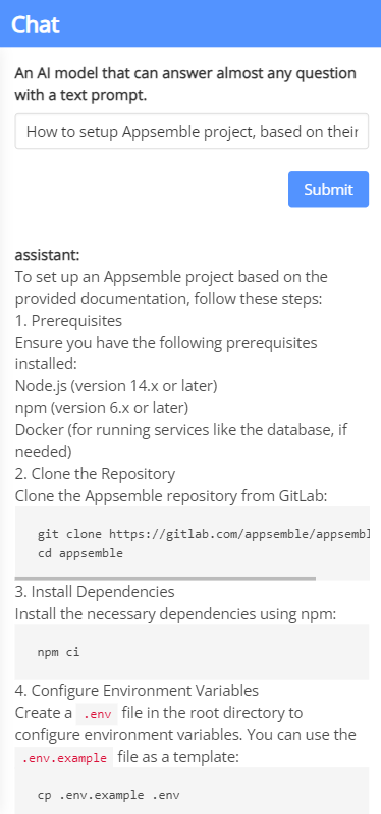 Chat
An AI model that can answer almost any question
with a text prompt.
How to setup Appsemble project, based on their
Submit
assistant:
To set up an Appsemble project based on the
provided documentation, follow these steps:
1. Prerequisites
Ensure you have the following prerequisites
installed:
Node.js (version 14.x or later)
npm (version 6.x or later)
Docker (for running services like the database, if
needed)
2. Clone the Repository
Clone the Appsemble repository from GitLab:
git clone https://gitlab.com/appsemble/appsembl
cd appsemble
3. Install Dependencies
Install the necessary dependencies using npm:
npm ci
4. Configure Environment Variables
Create a .env file in the root directory to
configure environment variables. You can use the
.env.example file as a template:
cp .env.example .env